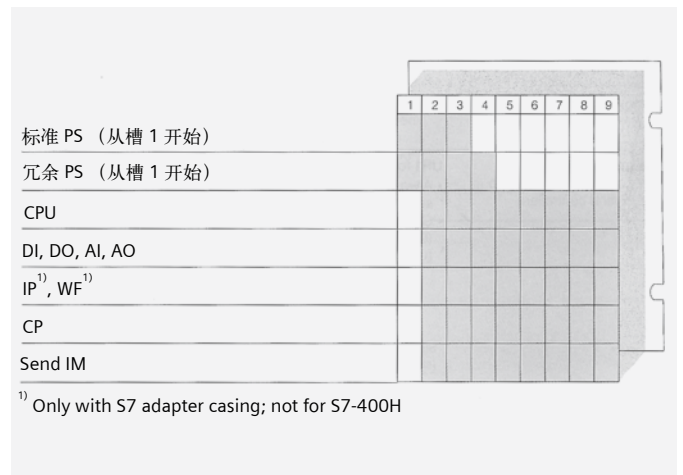 1 2 3 4 5 6 7 8 9
标准 PS （从槽 1 开始）
冗余 PS （从槽 1 开始）
CPU
DI, DO, AI, AO
IP1), WF1)
CP
Send IM
1) Only with S7 adapter casing; not for S7-400H